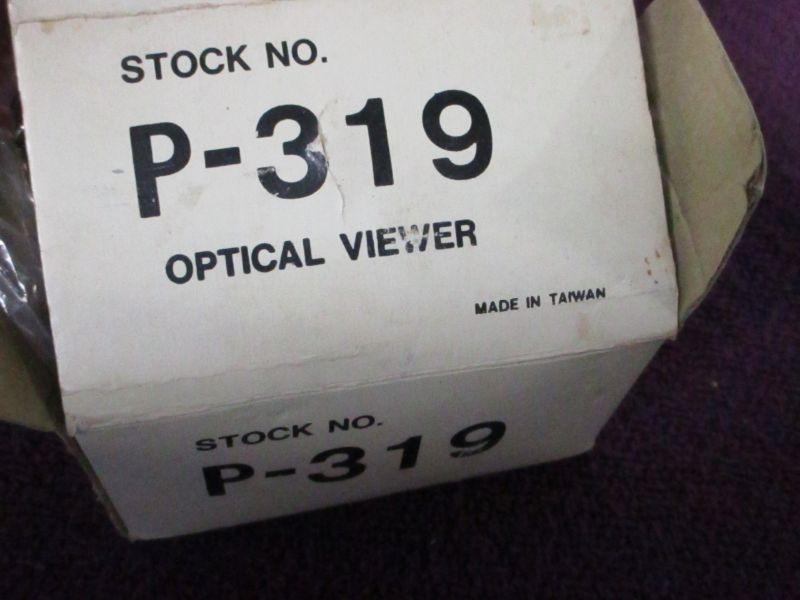 STOCK NO.
P-319
OPTICAL VIEWER
MADE IN TAIWAN
STOCK NO.
P-319